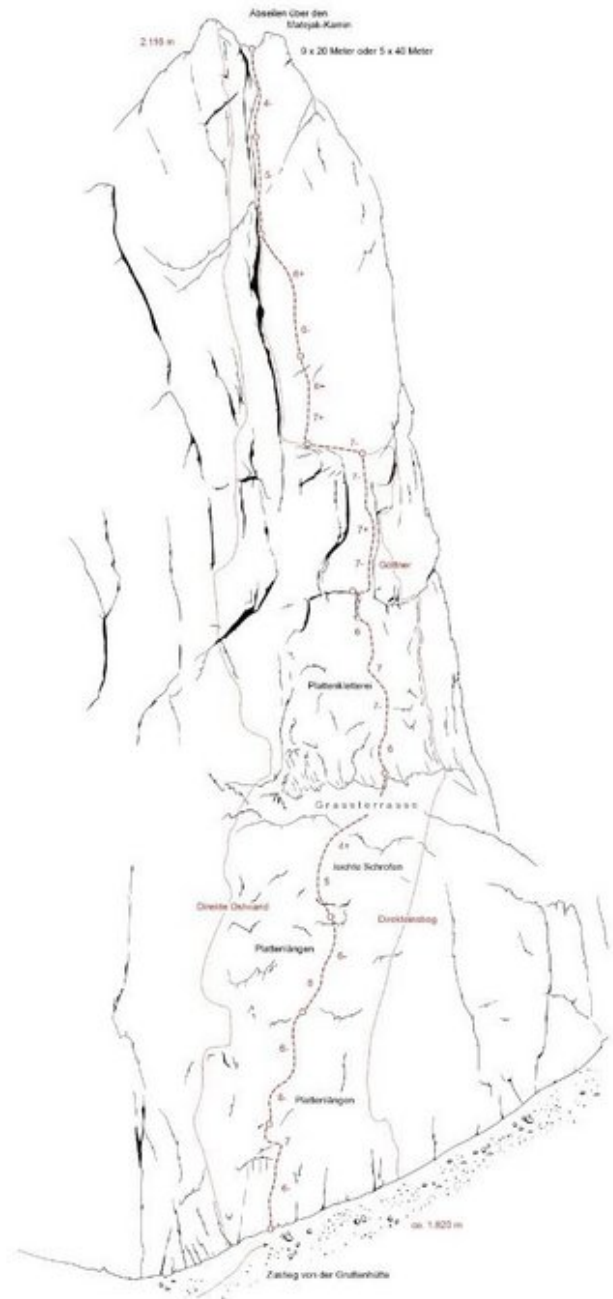 Abseilen über den
Matejak-Kamin
2.116 m
9 x 20 Meter oder 5 x 40 Meter
4-
5-
6+
6-
6+
7+
7-
7-
7+
7-
Göttner
6
7
Plattenkletterei
7-
6
Grasterrasse
4+
leichte Schrofen
5
Direkte Ostwand
Direkteinstieg
Plattenlängen
6-
6-
6-
Plattenlängen
7
6-
ca. 1.820 m
Zustieg von der Gruttenhütte